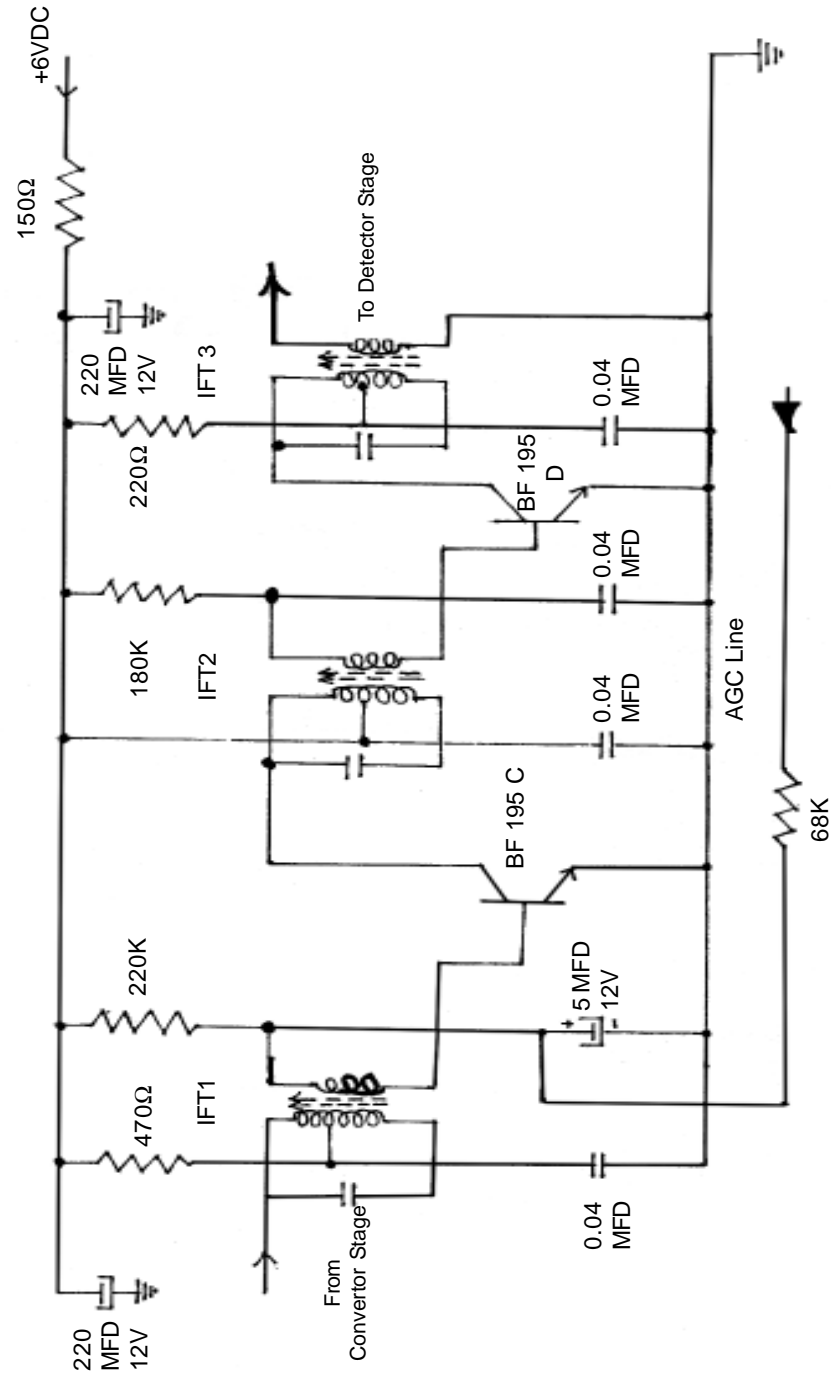 220
MFD
12V
From
Convertor Stage
470Ω
IFT1
0.04
MFD
220K
+
5 MFD
12V
-
BF 195 C
180K
IFT2
0.04
MFD
0.04
MFD
BF 195
D
220Ω
IFT 3
0.04
MFD
220
MFD
12V
150Ω
+6VDC
To Detector Stage
AGC Line
68K